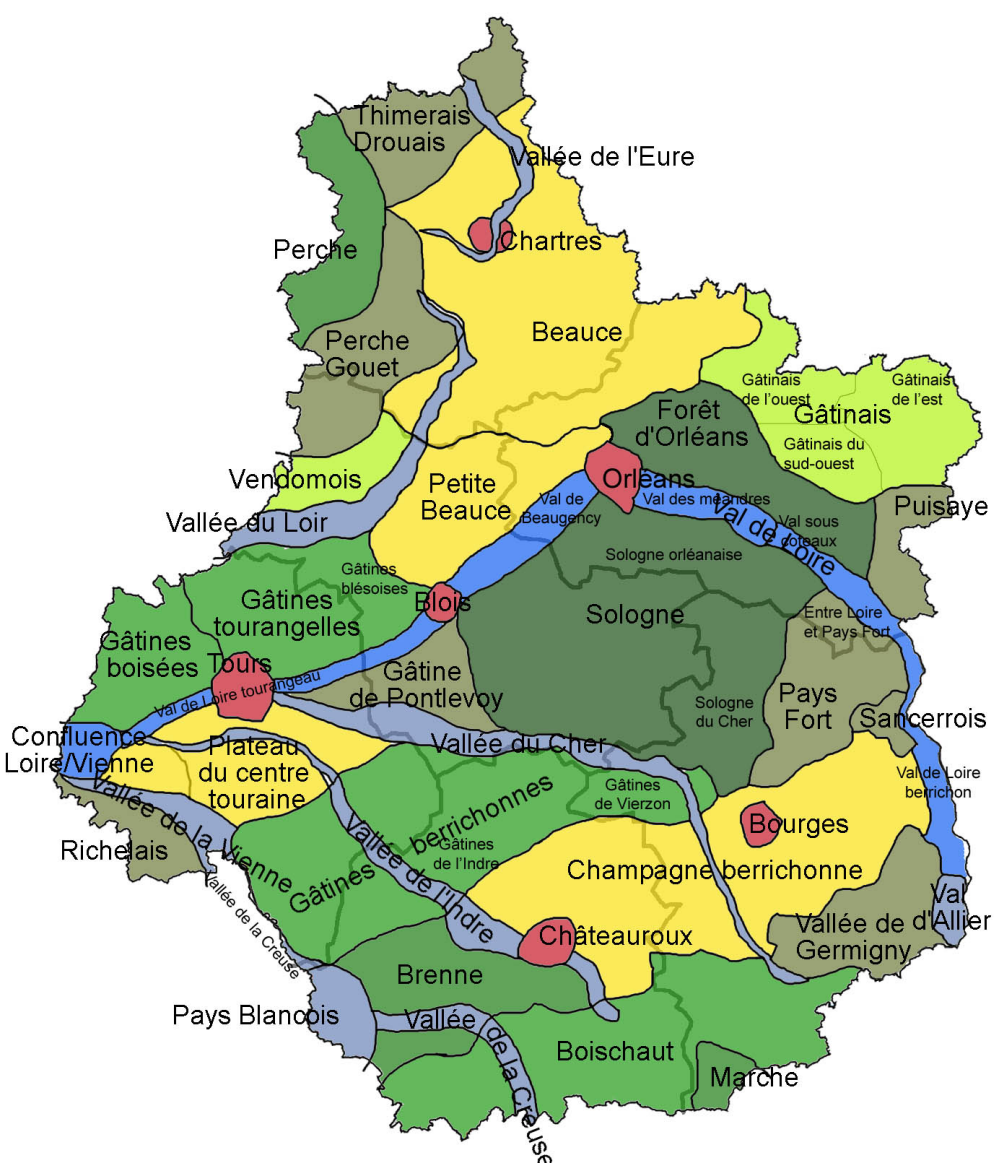 Thimerais
Drouais
Vallée de l'Eure
Chartres
Perche
Beauce
Perche
Gouet
Gâtinais
de l'ouest
Gâtinais
de l'est
Forêt
d'Orléans
Gâtinais
Gâtinais du
sud-ouest
Vendomois
Petite
Beauce
Orléans
Val de
Beaugency
Val des méandres
Puisaye
Vallée du Loir
Val de Loire
Val sous
coteaux
Sologne orléanaise
Gâtines
blésoises
Gâtines
tourangelles
Blois
Sologne
Entre Loire
et Pays Fort
Gâtines
boisées
Tours
Val de Loire tourangeau
Gâtine
de Pontlevoy
Sologne
du Cher
Pays
Fort
Sancerrois
Confluence
Loire/Vienne
Plateau
du centre
touraine
Vallée du Cher
Val de Loire
berrichon
Gâtines
de Vierzon
Vallée de la Vienne
Gâtines berrichonnes
Bourges
Richelais
Vallée de l'Indre
Gâtines
de l'Indre
Champagne berrichonne
Vallée de la Creuse
Val
d'Allier
Vallée de
Germigny
Châteauroux
Brenne
Pays Blancois
Vallée de la Creuse
Boischaut
Marche